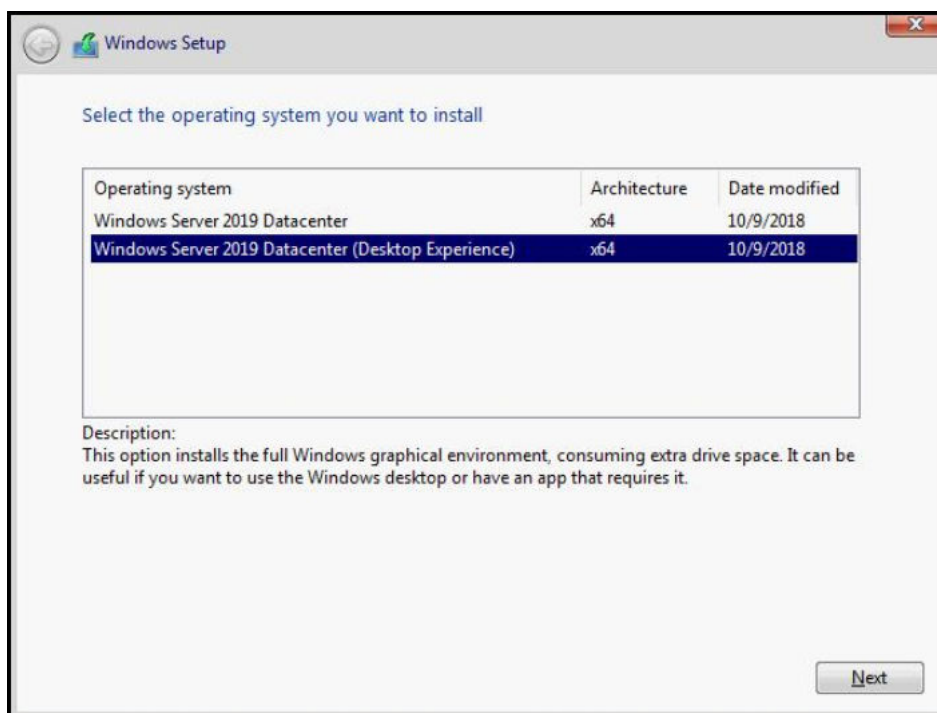 Windows Setup
Select the operating system you want to install
Operating system Architecture Date modified
Windows Server 2019 Datacenter x64 10/9/2018
Windows Server 2019 Datacenter (Desktop Experience) x64 10/9/2018
Description:
This option installs the full Windows graphical environment, consuming extra drive space. It can be
useful if you want to use the Windows desktop or have an app that requires it.
Next